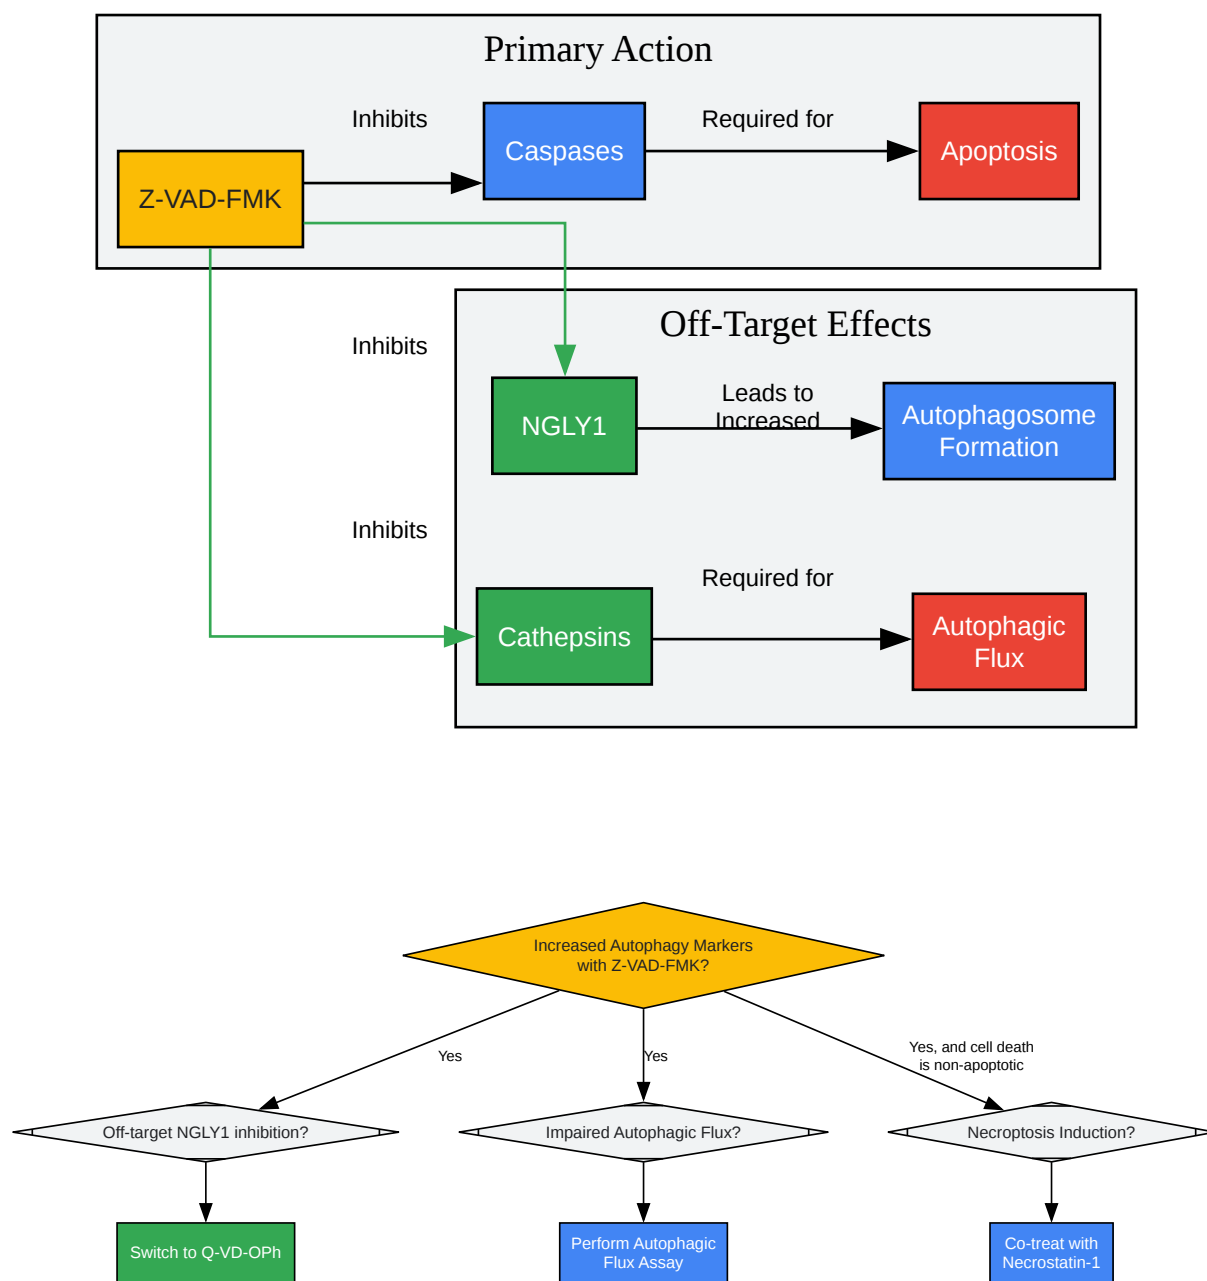 Primary Action
Inhibits
Required for
Caspases
Apoptosis
Z-VAD-FMK
Off-Target Effects
Inhibits
Leads to
Increased
NGLY1
Autophagosome
Formation
Inhibits
Required for
Cathepsins
Autophagic
Flux
Increased Autophagy Markers
with Z-VAD-FMK?
Yes
Yes
Yes, and cell death
is non-apoptotic
Off-target NGLY1 inhibition?
Impaired Autophagic Flux?
Necroptosis Induction?
Switch to Q-VD-OPh
Perform Autophagic
Flux Assay
Co-treat with
Necrostatin-1